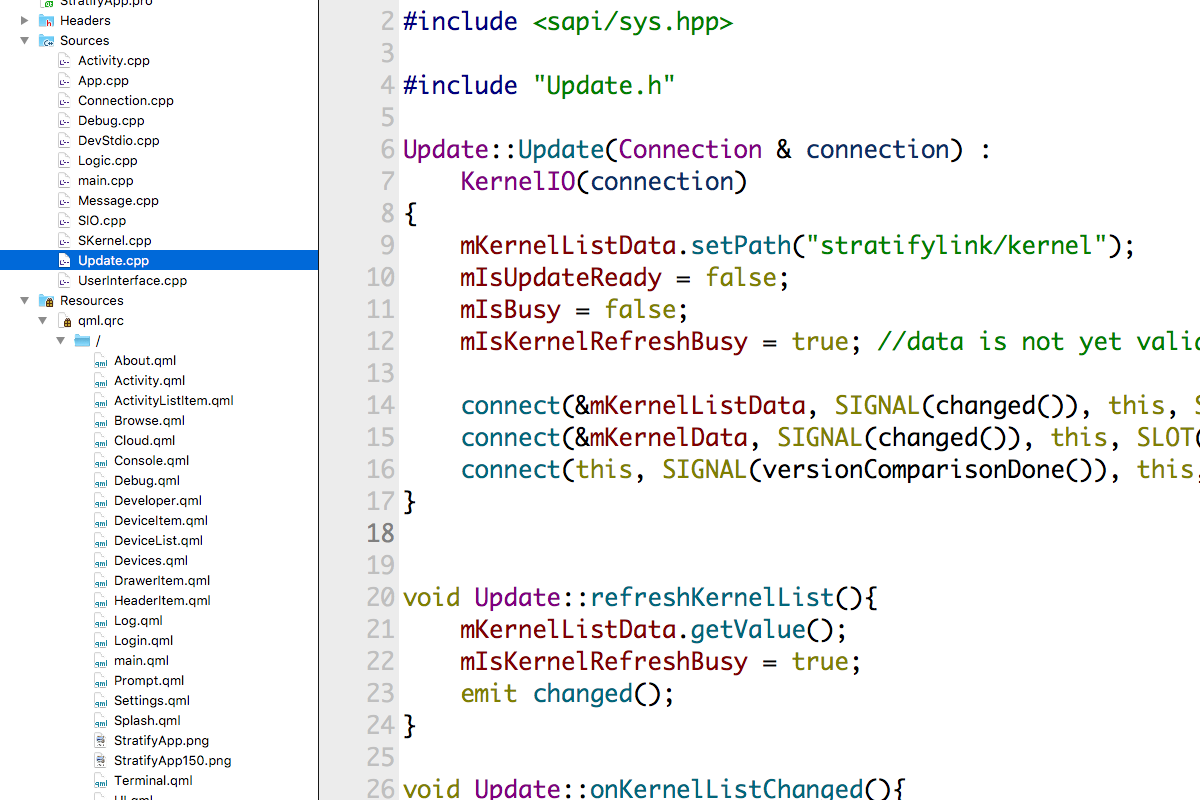 StratifyApp.pro
Headers
Sources
Activity.cpp
App.cpp
Connection.cpp
Debug.cpp
DevStdio.cpp
Logic.cpp
main.cpp
Message.cpp
SIO.cpp
SKernel.cpp
Update.cpp
UserInterface.cpp
Resources
qml.qrc
/
About.qml
Activity.qml
ActivityListItem.qml
Browse.qml
Cloud.qml
Console.qml
Debug.qml
Developer.qml
DeviceItem.qml
DeviceList.qml
Devices.qml
DrawerItem.qml
HeaderItem.qml
Log.qml
Login.qml
main.qml
Prompt.qml
Settings.qml
Splash.qml
StratifyApp.png
StratifyApp150.png
Terminal.qml
2 #include <sapi/sys.hpp>
3
4 #include "Update.h"
5
6 Update::Update(Connection & connection) :
7     KernelIO(connection)
8 {
9     mKernelListData.setPath("stratifylink/kernel");
10     mIsUpdateReady = false;
11     mIsBusy = false;
12     mIsKernelRefreshBusy = true; //data is not yet
13
14     connect(&mKernelListData, SIGNAL(changed()), this,
15     connect(&mKernelData, SIGNAL(changed()), this, SLOT(
16     connect(this, SIGNAL(versionComparisonDone()), this,
17 }
18
19
20 void Update::refreshKernelList(){
21     mKernelListData.getValue();
22     mIsKernelRefreshBusy = true;
23     emit changed();
24 }
25
26 void Update::onKernelListChanged(){